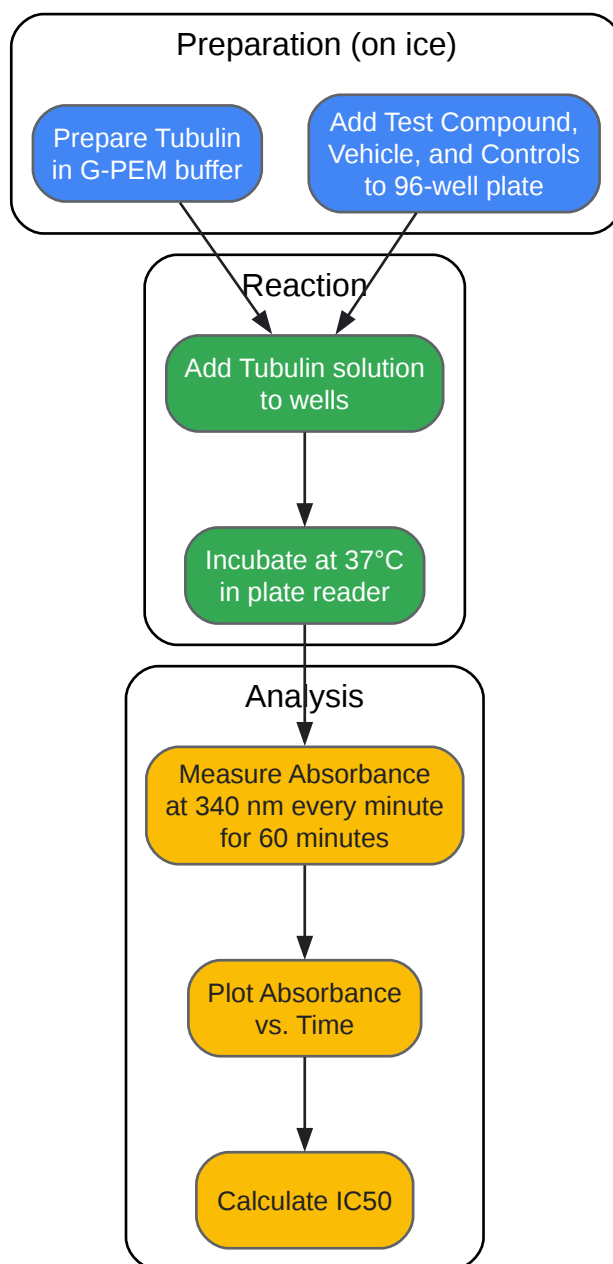 Preparation (on ice)
Prepare Tubulin
in G-PEM buffer
Add Test Compound,
Vehicle, and Controls
to 96-well plate
Reaction
Add Tubulin solution
to wells
Incubate at 37°C
in plate reader
Analysis
Measure Absorbance
at 340 nm every minute
for 60 minutes
Plot Absorbance
vs. Time
Calculate IC50